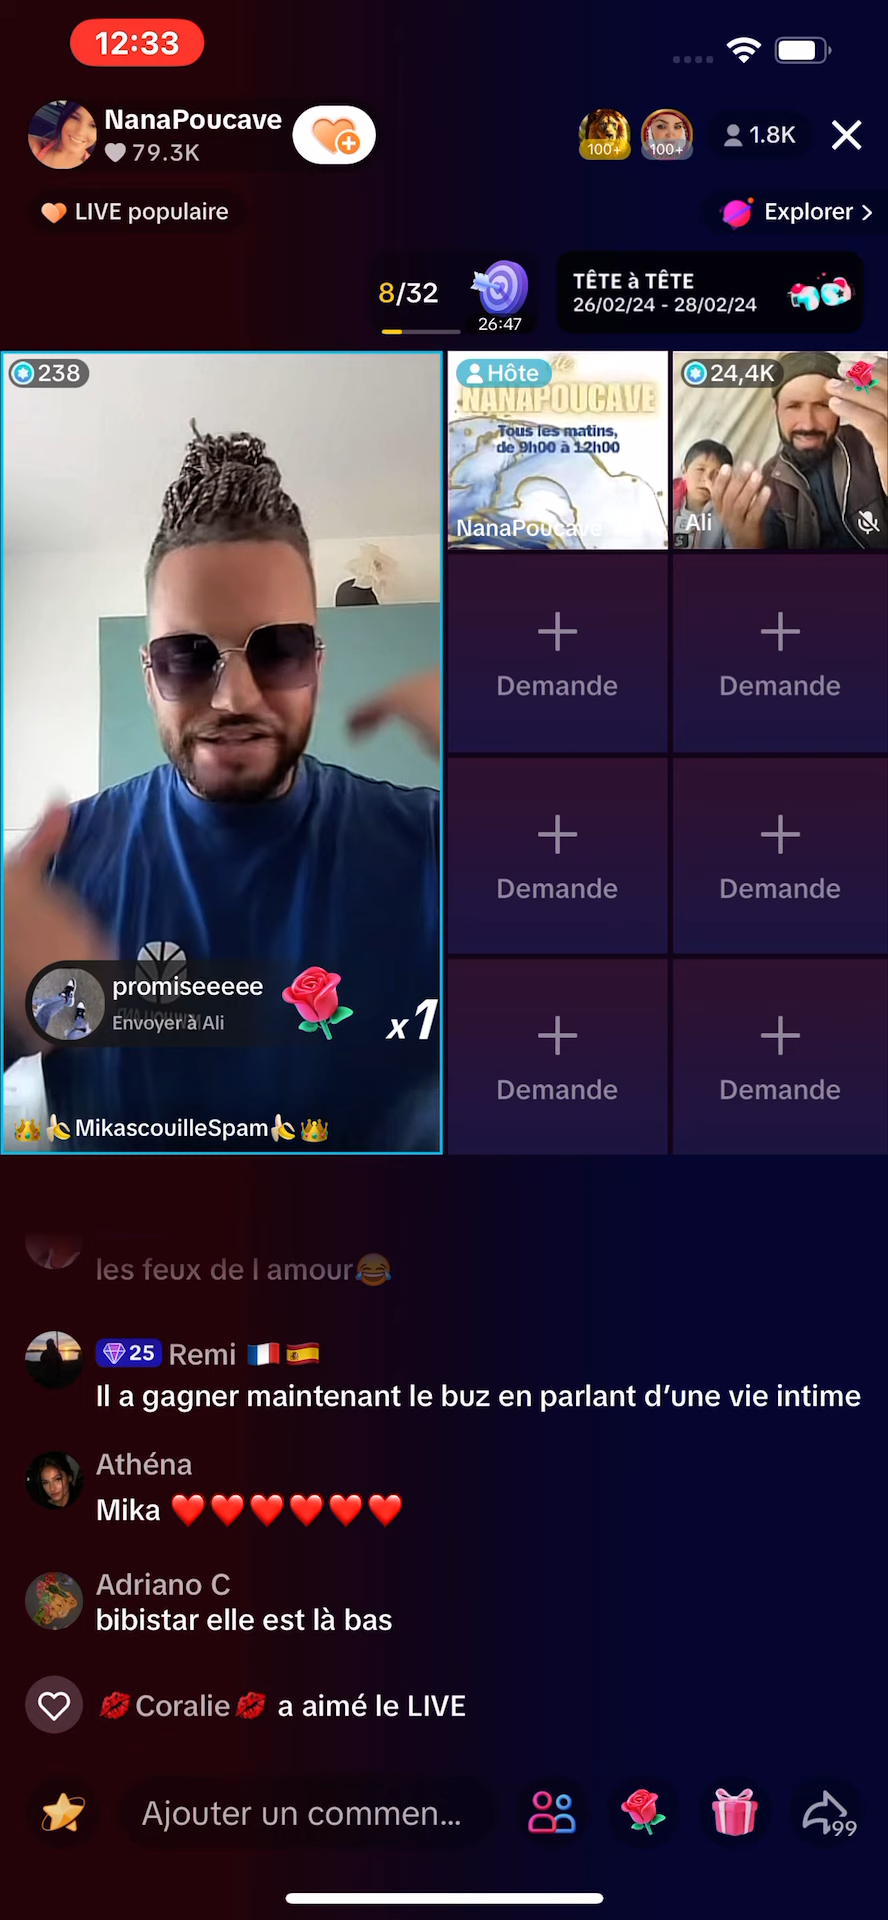 12:33
NanaPoucave
79.3K
100+
100+
1.8K
LIVE populaire
Explorer >
8/32
26:47
TÊTE à TÊTE
26/02/24 - 28/02/24
238
Hôte
de
NANAPOUCAVE
Tous les matins,
de 9h00 à 12h00
NanaPoucave
24,4K
Ali
+
Demande
+
Demande
+
Demande
+
Demande
+
Demande
+
Demande
promiseeeee
Envoyer à Ali
x1
👑🍌MikascouilleSpam🍌👑
les feux de l amour😂
25 Remi 🇫🇷🇪🇸
Il a gagner maintenant le buz en parlant d’une vie intime
Athéna
Mika ❤️❤️❤️❤️❤️❤️
Adriano C
bibistar elle est là bas
💋Coralie💋 a aimé le LIVE
Ajouter un commen...
99